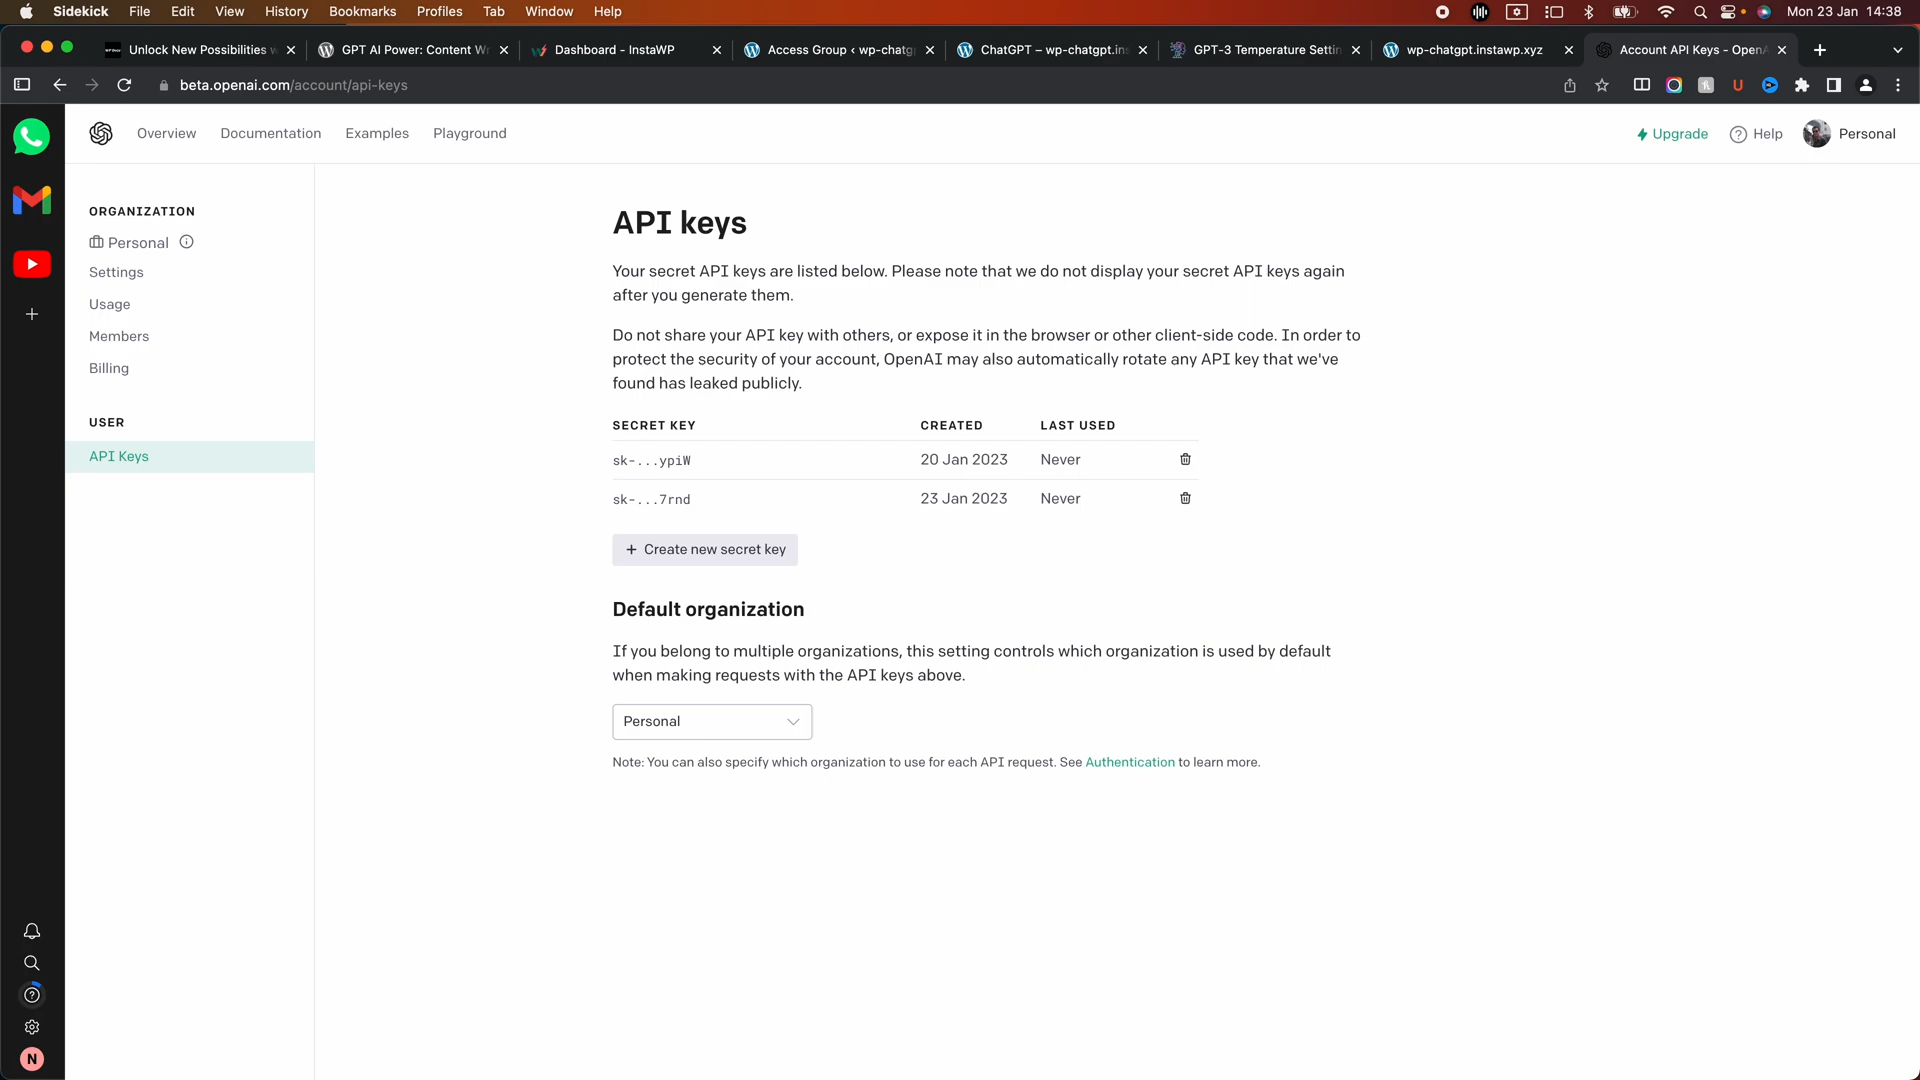 Sidekick File Edit View History Bookmarks Profiles Tab Window Help Mon 23 Jan 14:38
Unlock New Possibilities GPT AI Power: Content Wr Dashboard - InstaWP Access Group ‹ wp-chatg ChatGPT – wp-chatgpt.ins GPT-3 Temperature Settin wp-chatgpt.instawp.xyz Account API Keys - OpenA
beta.openai.com/account/api-keys
Overview Documentation Examples Playground Upgrade Help Personal
ORGANIZATION
Personal
Settings
Usage
Members
Billing
USER
API Keys
API keys
Your secret API keys are listed below. Please note that we do not display your secret API keys again
after you generate them.
Do not share your API key with others, or expose it in the browser or other client-side code. In order to
protect the security of your account, OpenAI may also automatically rotate any API key that we've
found has leaked publicly.
SECRET KEY CREATED LAST USED
sk-...ypiW 20 Jan 2023 Never
sk-...7rnd 23 Jan 2023 Never
+ Create new secret key
Default organization
If you belong to multiple organizations, this setting controls which organization is used by default
when making requests with the API keys above.
Personal
Note: You can also specify which organization to use for each API request. See Authentication to learn more.
N